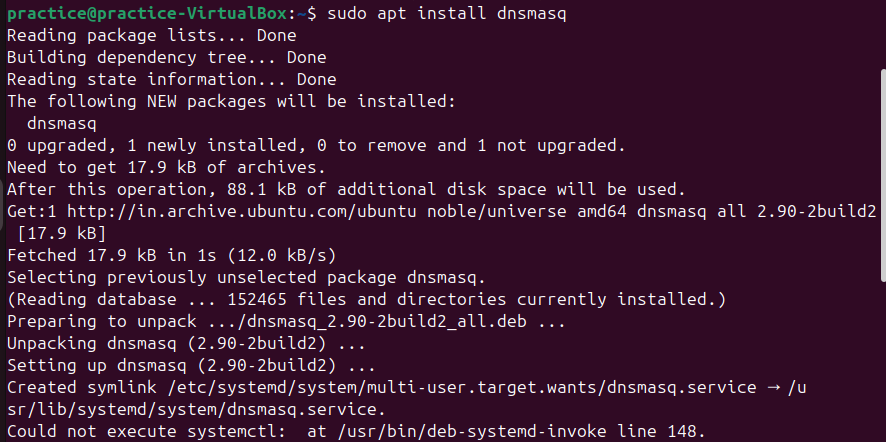 practice@practice-VirtualBox:~$ sudo apt install dnsmasq
Reading package lists... Done
Building dependency tree... Done
Reading state information... Done
The following NEW packages will be installed:
  dnsmasq
0 upgraded, 1 newly installed, 0 to remove and 1 not upgraded.
Need to get 17.9 kB of archives.
After this operation, 88.1 kB of additional disk space will be used.
Get:1 http://in.archive.ubuntu.com/ubuntu noble/universe amd64 dnsmasq all 2.90-2build2
 [17.9 kB]
Fetched 17.9 kB in 1s (12.0 kB/s)
Selecting previously unselected package dnsmasq.
(Reading database ... 152465 files and directories currently installed.)
Preparing to unpack .../dnsmasq_2.90-2build2_all.deb ...
Unpacking dnsmasq (2.90-2build2) ...
Setting up dnsmasq (2.90-2build2) ...
Created symlink /etc/systemd/system/multi-user.target.wants/dnsmasq.service → /u
sr/lib/systemd/system/dnsmasq.service.
Could not execute systemctl:  at /usr/bin/deb-systemd-invoke line 148.